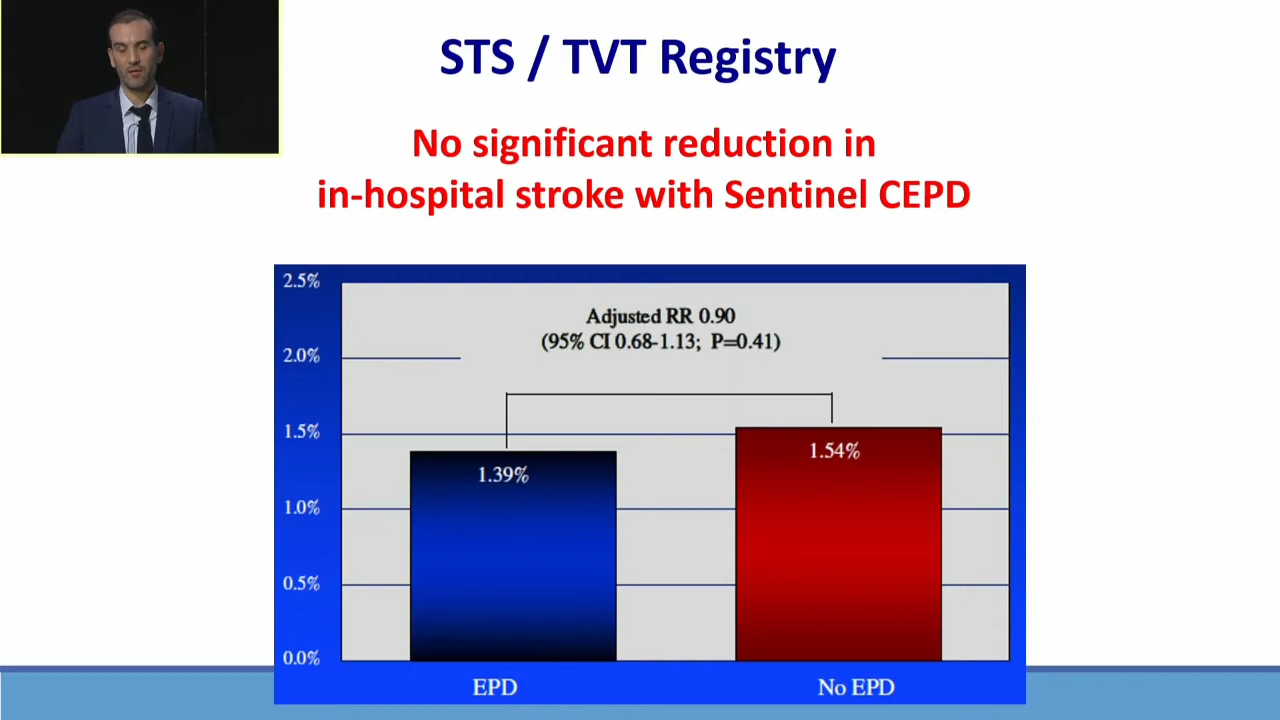 STS / TVT Registry
No significant reduction in
in-hospital stroke with Sentinel CEPD
2.5%
Adjusted RR 0.90
(95% CI 0.68-1.13; P=0.41)
2.0%
1.5%
1.54%
1.39%
1.0%
0.5%
0.0%
EPD
No EPD